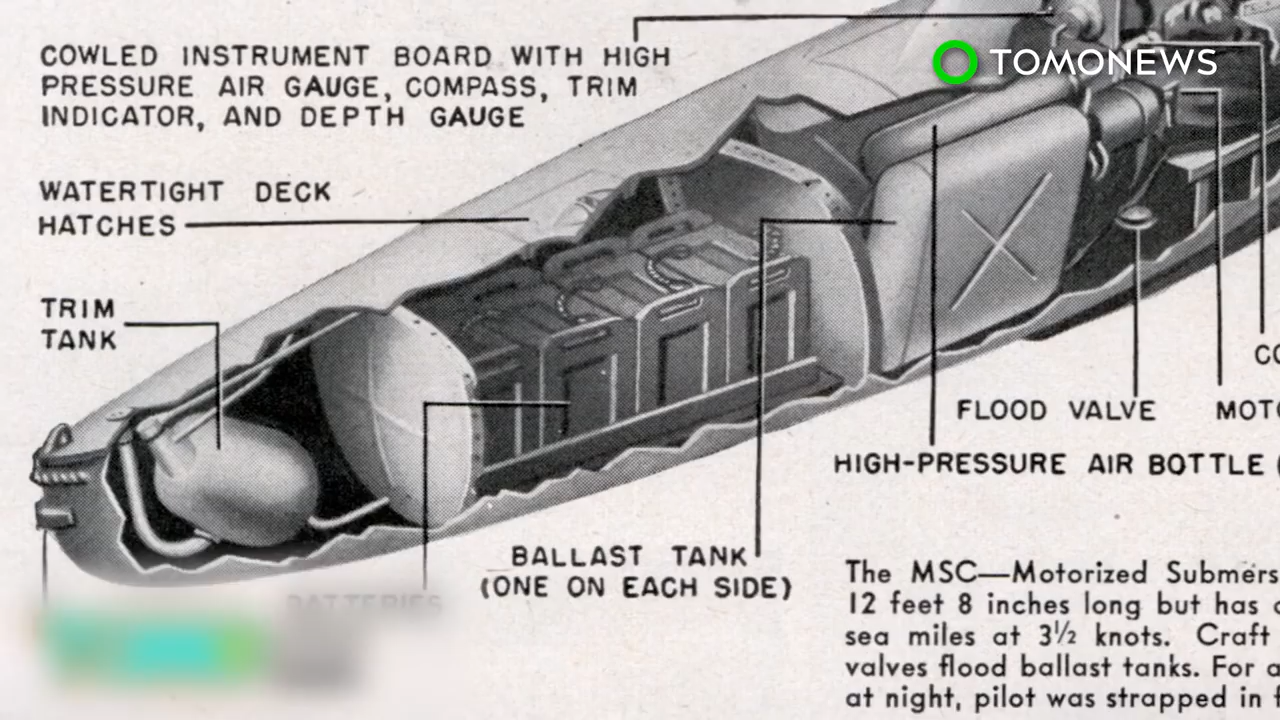 COWLED INSTRUMENT BOARD WITH HIGH
PRESSURE AIR GAUGE, COMPASS, TRIM
INDICATOR, AND DEPTH GAUGE
TOMONEWS
WATERTIGHT DECK
HATCHES
TRIM
TANK
FLOOD VALVE
HIGH-PRESSURE AIR BOTTLE
BALLAST TANK
(ONE ON EACH SIDE)
BATTERIES
The MSC—Motorized Submers
12 feet 8 inches long but has
sea miles at 3½ knots. Craft
valves flood ballast tanks. For a
at night, pilot was strapped in